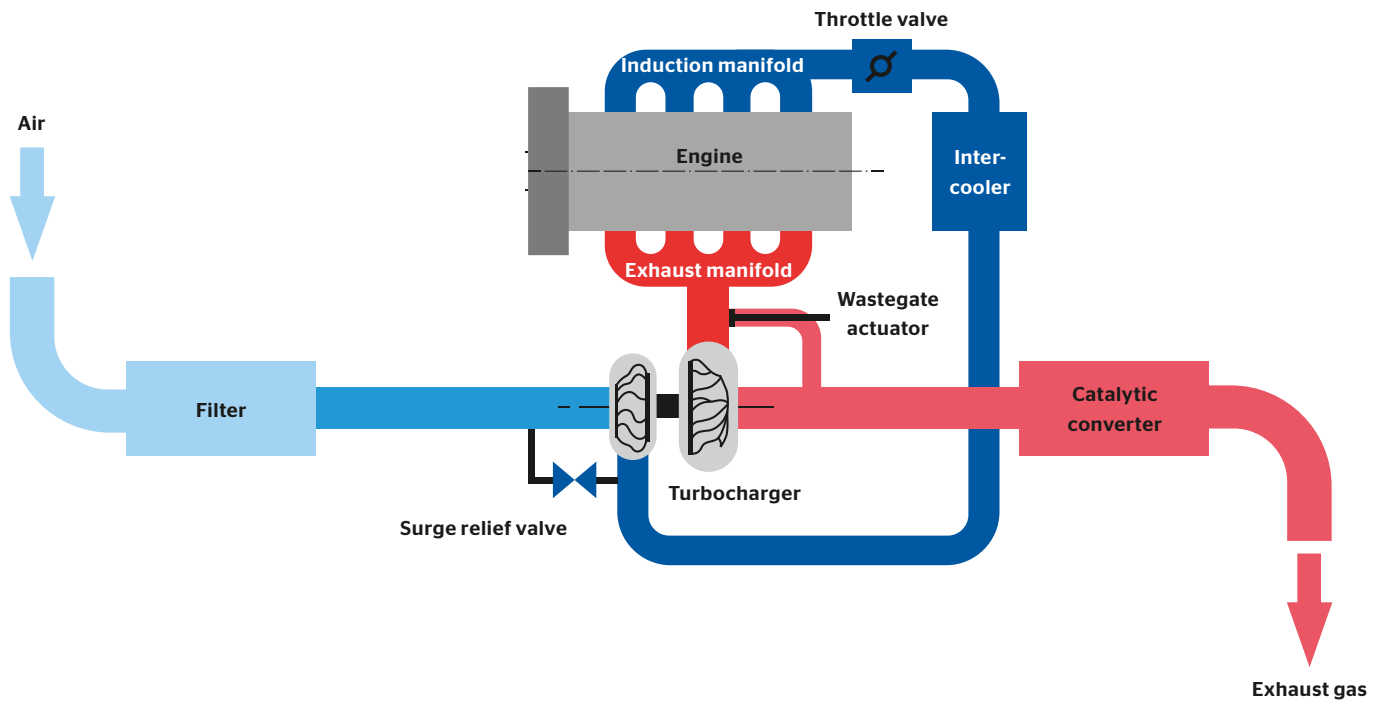 Throttle valve
Induction manifold
Air
Engine
Inter-
cooler
Exhaust manifold
Wastegate
actuator
Filter
Catalytic
converter
Turbocharger
Surge relief valve
Exhaust gas